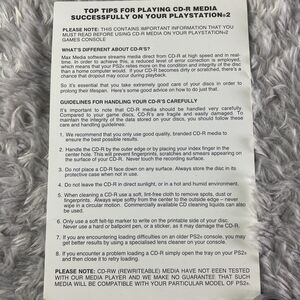 TOP TIPS FOR PLAYING CD-R MEDIA
SUCCESSFULLY ON YOUR PLAYSTATION®2
PLEASE NOTE: THIS CONTAINS IMPORTANT INFORMATION THAT YOU
MUST READ BEFORE USING CD-R MEDIA ON YOUR PLAYSTATION®2
GAMES CONSOLE
WHAT'S DIFFERENT ABOUT CD-R'S?
Max Media software streams media direct from CD-R at high speed and in real
time. In order to achieve this, a reduced level of error correction is employed,
which means that your PS2 relies more on the condition and integrity of the disc
than a home computer would. If your CD-R becomes dirty or scratched, there's a
chance that dropout may occur during playback.
So it's essential that you take extremely good care of your discs in order to
prolong their lifespan. Here's some good advice on how to do just that.
GUIDELINES FOR HANDLING YOUR CD-R'S CAREFULLY
It's important to note that CD-R media should be handled very carefully
Compared to your games discs. CD-R's are fragile and easily damaged. To
maintain the integrity of the data stored on your discs, you should follow these
care and handling guidelines:
1. We recommend that you only use good quality, branded CD-R media to
ensure the best possible results.
2. Handle the CD-R by the outer edge or by placing your index finger in the
center hole. This will prevent fingerprints, scratches and smears appearing on
the surface of your CD-R. Never touch the recording surface.
3. Do not place a CD-R face down on any surface. Always store the disc in its
protective case when not in use.
4. Do not leave the CD-R in direct sunlight, or in a hot and humid environment.
5. When cleaning a CD-R use a soft, lint-free cloth to remove spots, dust or
fingerprints. Always wipe softly from the center to the outside edge – never
wipe in a circular motion. Commercially available CD cleaning liquids can also
be used.
6. Only use a soft felt-tip marker to write on the printable side of your disc.
Never use a hard or ballpoint pen, or a sticker, as it may damage the CD-R.
7. If you are encountering loading difficulties on an older PS2 console, you may
get better results by using a specialised lens cleaner on your console.
8. If you encounter a problem loading a CD-R simply open the tray from the off
and then close it to retry loading.
PLEASE NOTE: CD-RW (REWRITABLE) MEDIA HAVE NOT BEEN TESTED
WITH OUR MEDIA PLAYER AND WE MAKE NO GUARANTEE THAT SUCH
MEDIA WILL BE COMPATIBLE WITH YOUR PARTICULAR MODEL OF PS2®.